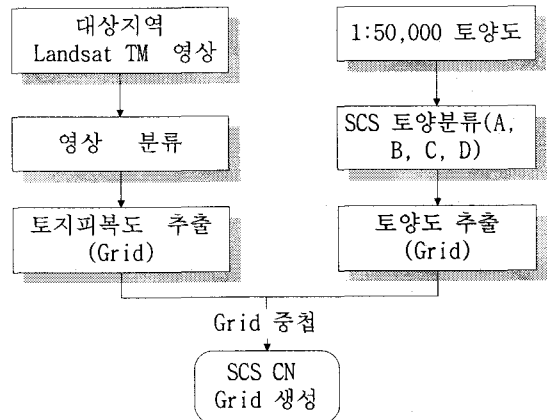 대상지역
Landsat TM 영상
1:50,000 토양도
영상 분류
SCS 토양분류(A,
B, C, D)
토지피복도 추출
(Grid)
토양도 추출
(Grid)
Grid 중첩
SCS CN
Grid 생성